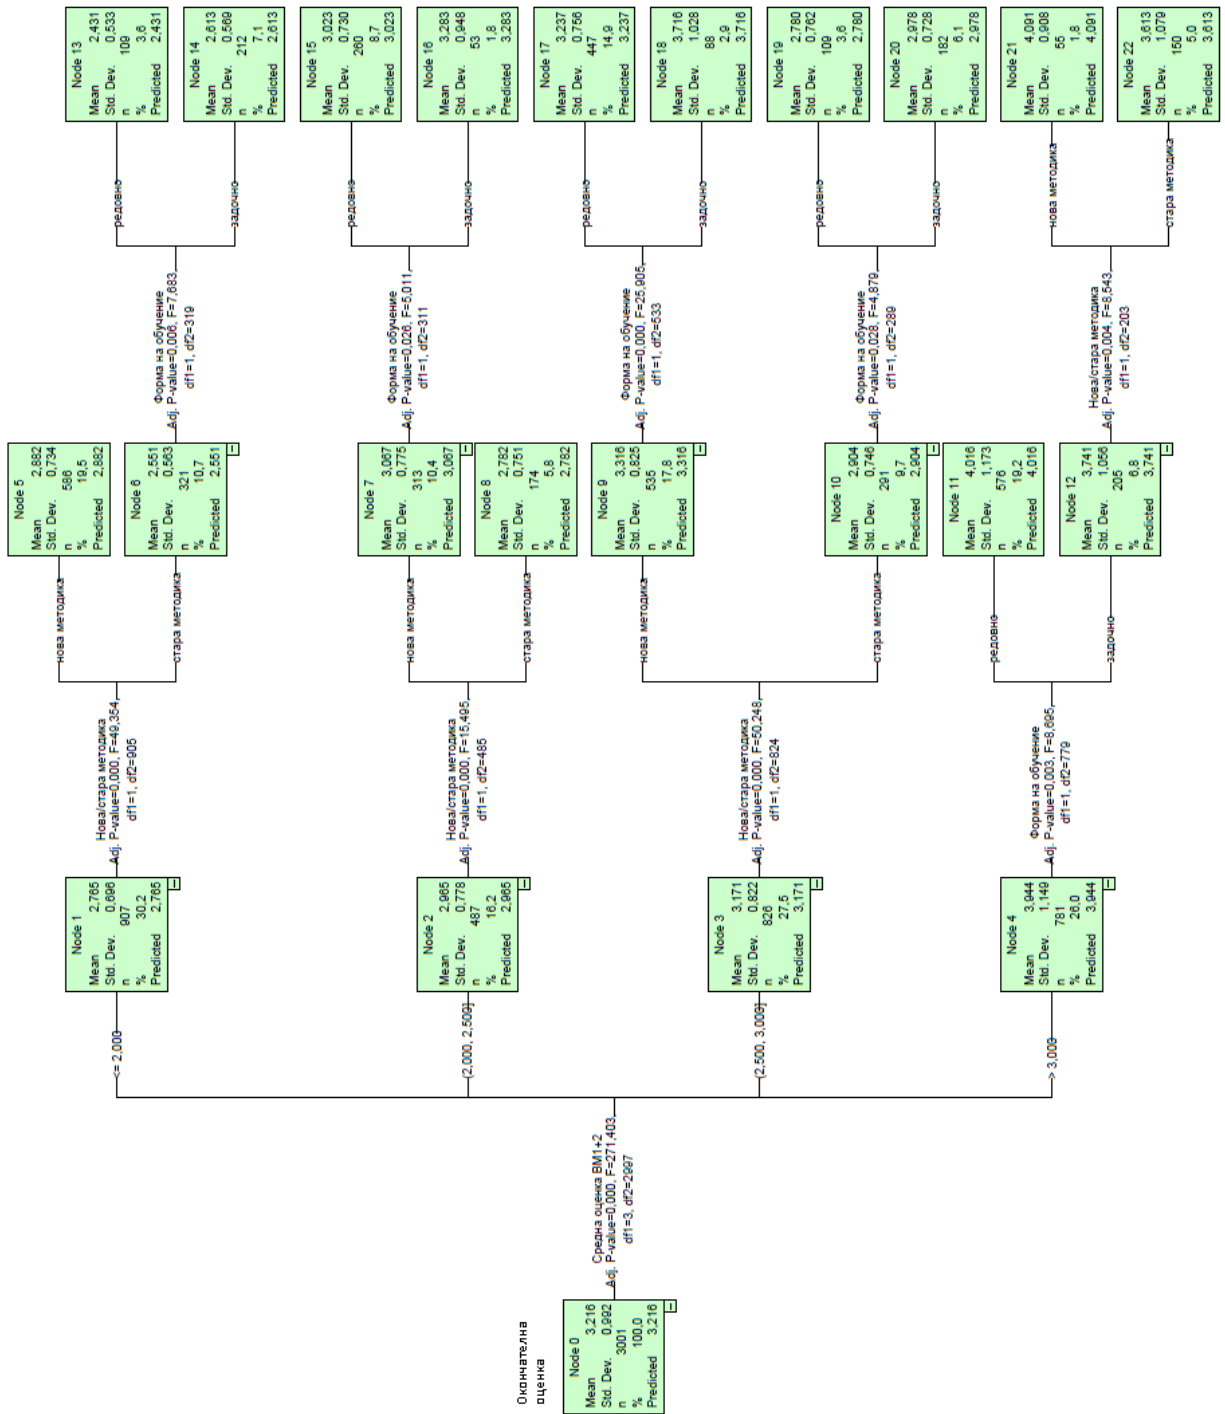 Окончателна
оценка
Node 0
Mean 3,216
Std. Dev. 0,992
n 3001
% 100,0
Predicted 3,216
Средна оценка ВМ1+2
Adj. P-value=0,000, F=271,403,
df1=3, df2=2997
<= 2,000
(2,000, 2,500]
(2,500, 3,000]
> 3,000
Node 1
Mean 2,765
Std. Dev. 0,696
n 907
% 30,2
Predicted 2,765
Node 2
Mean 2,965
Std. Dev. 0,778
n 487
% 16,2
Predicted 2,965
Node 3
Mean 3,171
Std. Dev. 0,822
n 826
% 27,5
Predicted 3,171
Node 4
Mean 3,944
Std. Dev. 1,149
n 781
% 26,0
Predicted 3,944
Нова/стара методика
Adj. P-value=0,000, F=49,354,
df1=1, df2=905
Нова/стара методика
Adj. P-value=0,000, F=15,495,
df1=1, df2=485
Нова/стара методика
Adj. P-value=0,000, F=50,248,
df1=1, df2=824
Форма на обучение
Adj. P-value=0,003, F=8,695,
df1=1, df2=779
нова методика
стара методика
нова методика
стара методика
нова методика
стара методика
редовно
задочно
Node 5
Mean 2,882
Std. Dev. 0,734
n 586
% 19,5
Predicted 2,882
Node 6
Mean 2,551
Std. Dev. 0,563
n 321
% 10,7
Predicted 2,551
Node 7
Mean 3,067
Std. Dev. 0,775
n 313
% 10,4
Predicted 3,067
Node 8
Mean 2,782
Std. Dev. 0,751
n 174
% 5,8
Predicted 2,782
Node 9
Mean 3,316
Std. Dev. 0,825
n 535
% 17,8
Predicted 3,316
Node 10
Mean 2,904
Std. Dev. 0,746
n 291
% 9,7
Predicted 2,904
Node 11
Mean 4,016
Std. Dev. 1,173
n 576
% 19,2
Predicted 4,016
Node 12
Mean 3,741
Std. Dev. 1,056
n 205
% 6,8
Predicted 3,741
Форма на обучение
Adj. P-value=0,006, F=7,683,
df1=1, df2=319
Форма на обучение
Adj. P-value=0,026, F=5,011,
df1=1, df2=311
Форма на обучение
Adj. P-value=0,000, F=25,905,
df1=1, df2=533
Форма на обучение
Adj. P-value=0,028, F=4,879,
df1=1, df2=289
Нова/стара методика
Adj. P-value=0,004, F=8,543,
df1=1, df2=203
редовно
задочно
редовно
задочно
редовно
задочно
редовно
задочно
нова методика
стара методика
Node 13
Mean 2,431
Std. Dev. 0,533
n 109
% 3,6
Predicted 2,431
Node 14
Mean 2,613
Std. Dev. 0,569
n 212
% 7,1
Predicted 2,613
Node 15
Mean 3,023
Std. Dev. 0,730
n 260
% 8,7
Predicted 3,023
Node 16
Mean 3,283
Std. Dev. 0,948
n 53
% 1,8
Predicted 3,283
Node 17
Mean 3,237
Std. Dev. 0,756
n 447
% 14,9
Predicted 3,237
Node 18
Mean 3,716
Std. Dev. 1,028
n 88
% 2,9
Predicted 3,716
Node 19
Mean 2,780
Std. Dev. 0,762
n 109
% 3,6
Predicted 2,780
Node 20
Mean 2,978
Std. Dev. 0,728
n 182
% 6,1
Predicted 2,978
Node 21
Mean 4,091
Std. Dev. 0,908
n 55
% 1,8
Predicted 4,091
Node 22
Mean 3,613
Std. Dev. 1,079
n 150
% 5,0
Predicted 3,613